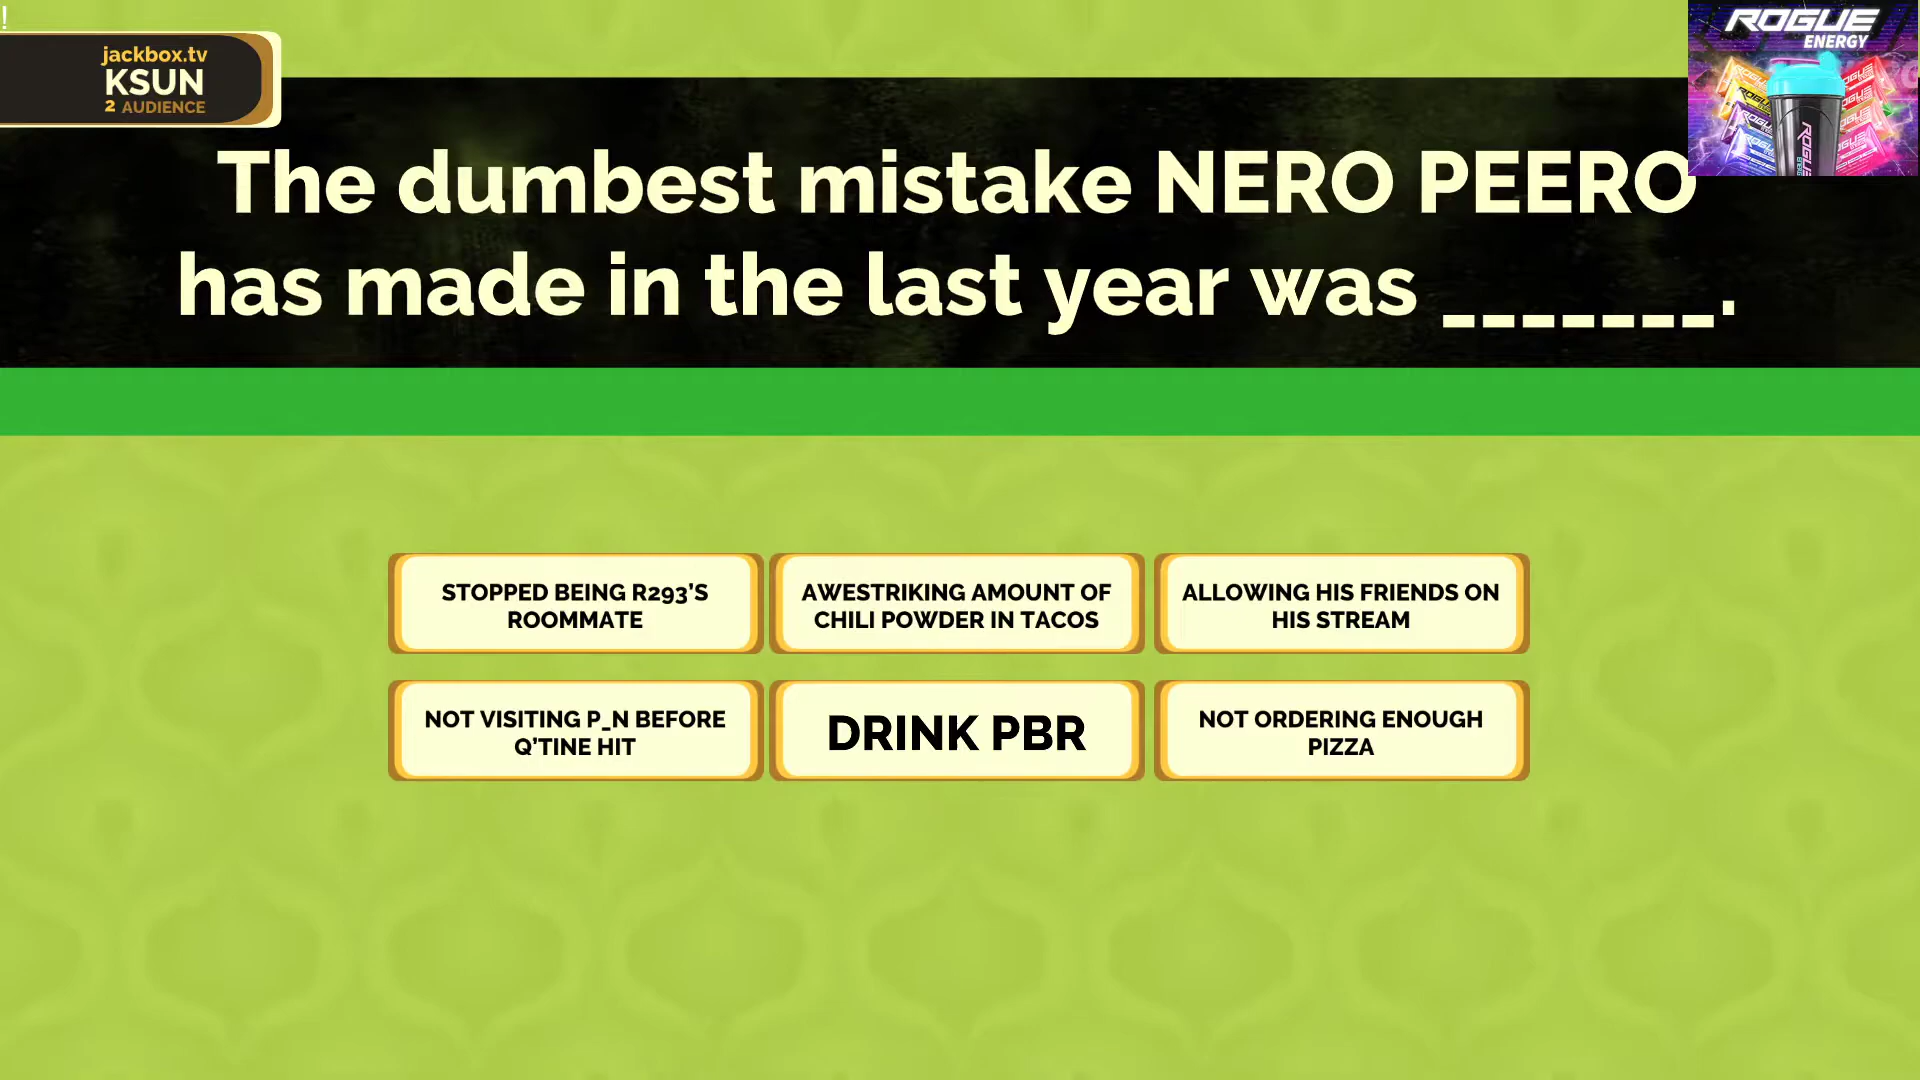 !
jackbox.tv
KSUN
2 AUDIENCE
ROGUE
ENERGY
The dumbest mistake NERO PEERO
has made in the last year was _______.
STOPPED BEING R293'S
ROOMMATE
AWESTRIKING AMOUNT OF
CHILI POWDER IN TACOS
ALLOWING HIS FRIENDS ON
HIS STREAM
NOT VISITING P_N BEFORE
Q'TINE HIT
DRINK PBR
NOT ORDERING ENOUGH
PIZZA